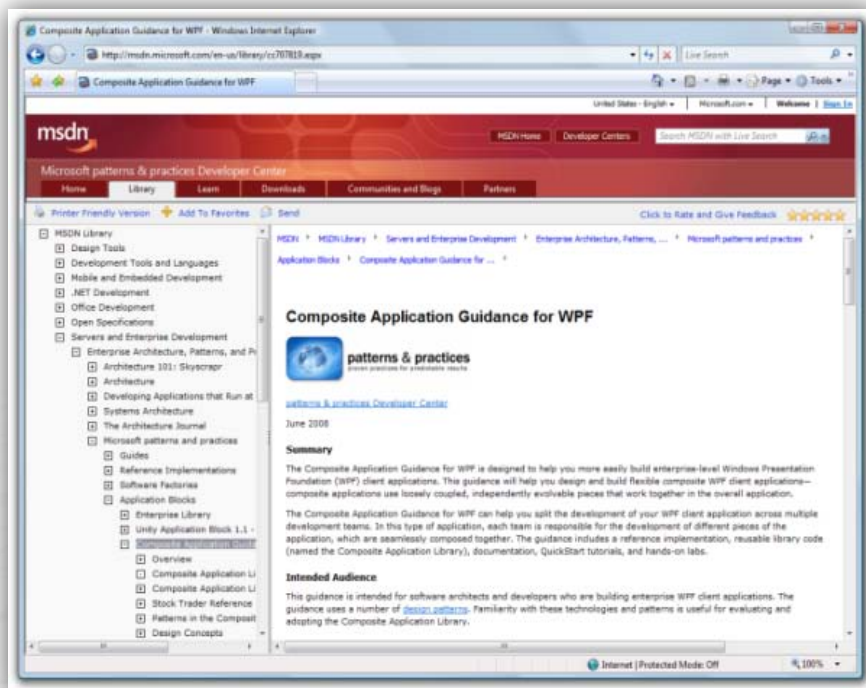 Composite Application Guidance for WPF - Windows Internet Explorer
http://msdn.microsoft.com/en-us/library/cc707819.aspx
Live Search
Composite Application Guidance for WPF
Page
Tools
United States - English
Microsoft.com
Welcome | Sign In
msdn
MSDN Home
Developer Centers
Search MSDN with Live Search
Microsoft patterns & practices Developer Center
Home
Library
Learn
Downloads
Communities and Blogs
Partners
Printer Friendly Version
Add To Favorites
Send
Click to Rate and Give Feedback
MSDN Library
Design Tools
Development Tools and Languages
Mobile and Embedded Development
.NET Development
Office Development
Open Specifications
Servers and Enterprise Development
Enterprise Architecture, Patterns, and Pr
Architecture 101: Skyscrapr
Architecture
Developing Applications that Run at
Systems Architecture
The Architecture Journal
Microsoft patterns and practices
Guides
Reference Implementations
Software Factories
Application Blocks
Enterprise Library
Unity Application Block 1.1 -
Composite Application Guida
Overview
Composite Application Li
Composite Application Li
Stock Trader Reference
Patterns in the Composit
Design Concepts
MSDN
MSDN Library
Servers and Enterprise Development
Enterprise Architecture, Patterns, ...
Microsoft patterns and practices
Application Blocks
Composite Application Guidance for ...
Composite Application Guidance for WPF
patterns & practices
proven practices for predictable results
patterns & practices Developer Center
June 2008
Summary
The Composite Application Guidance for WPF is designed to help you more easily build enterprise-level Windows Presentation
Foundation (WPF) client applications. This guidance will help you design and build flexible composite WPF client applications—
composite applications use loosely coupled, independently evolvable pieces that work together in the overall application.
The Composite Application Guidance for WPF can help you split the development of your WPF client application across multiple
development teams. In this type of application, each team is responsible for the development of different pieces of the
application, which are seamlessly composed together. The guidance includes a reference implementation, reusable library code
(named the Composite Application Library), documentation, QuickStart tutorials, and hands-on labs.
Intended Audience
This guidance is intended for software architects and developers who are building enterprise WPF client applications. The
guidance uses a number of design patterns. Familiarity with these technologies and patterns is useful for evaluating and
adopting the Composite Application Library.
Internet | Protected Mode: Off
100%